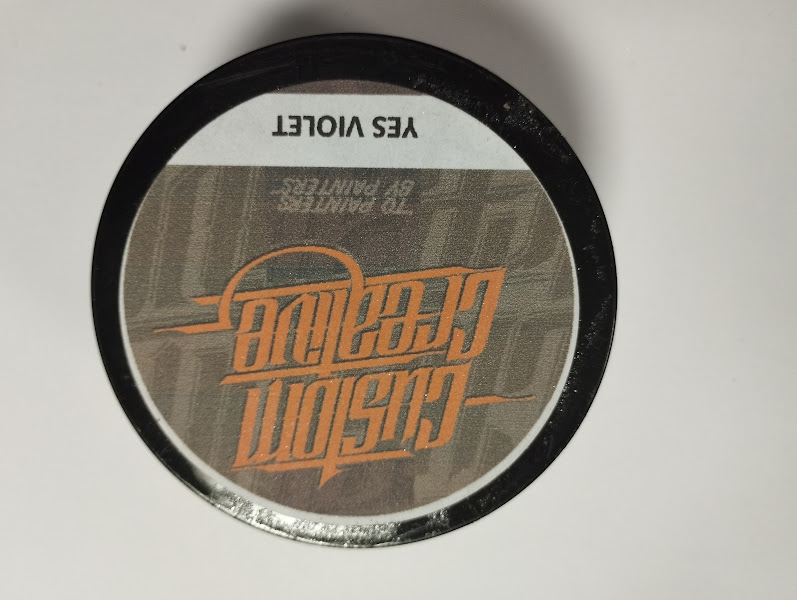 Custom
Creative
"TO PAINTERS
BY PAINTERS"
YES VIOLET